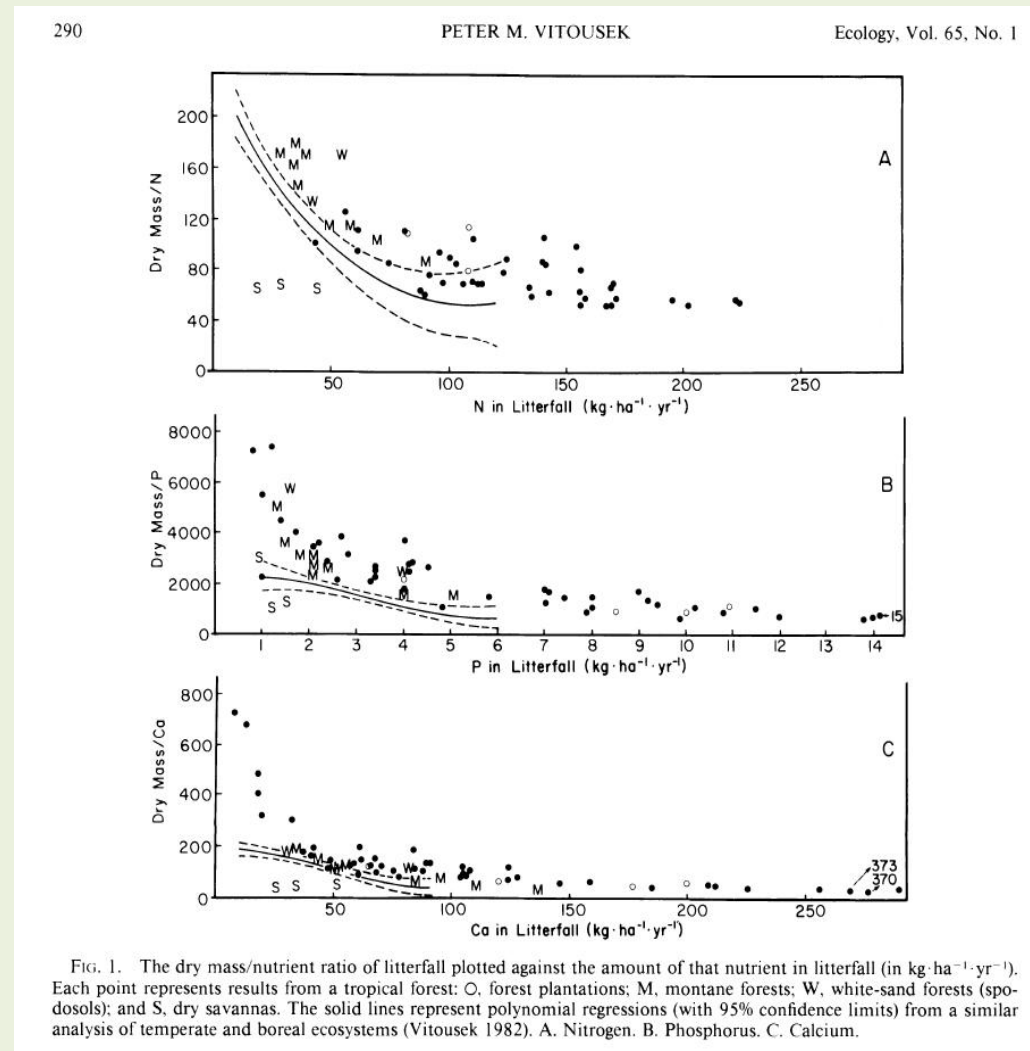 290
PETER M. VITOUSEK
Ecology, Vol. 65, No. 1
A
Dry Mass/N
200
160
120
80
40
0
M
M
M
M
M
W
M
W
M
M
M
M
S
S
S
50
100
150
200
250
N in Litterfall (kg·ha⁻¹·yr⁻¹)
B
Dry Mass/P
8000
6000
4000
2000
0
W
M
M
M
M
M
M
M
S
S
S
W
M
M
15
1
2
3
4
5
6
7
8
9
10
11
12
13
14
P in Litterfall (kg·ha⁻¹·yr⁻¹)
C
Dry Mass/Ca
800
600
400
200
0
W
M
M
W
M
W
M
M
M
M
S
S
S
373
370
50
100
150
200
250
Ca in Litterfall (kg·ha⁻¹·yr⁻¹)
FIG. 1. The dry mass/nutrient ratio of litterfall plotted against the amount of that nutrient in litterfall (in kg·ha⁻¹·yr⁻¹).
Each point represents results from a tropical forest: O, forest plantations; M, montane forests; W, white-sand forests (spo-
dosols); and S, dry savannas. The solid lines represent polynomial regressions (with 95% confidence limits) from a similar
analysis of temperate and boreal ecosystems (Vitousek 1982). A. Nitrogen. B. Phosphorus. C. Calcium.